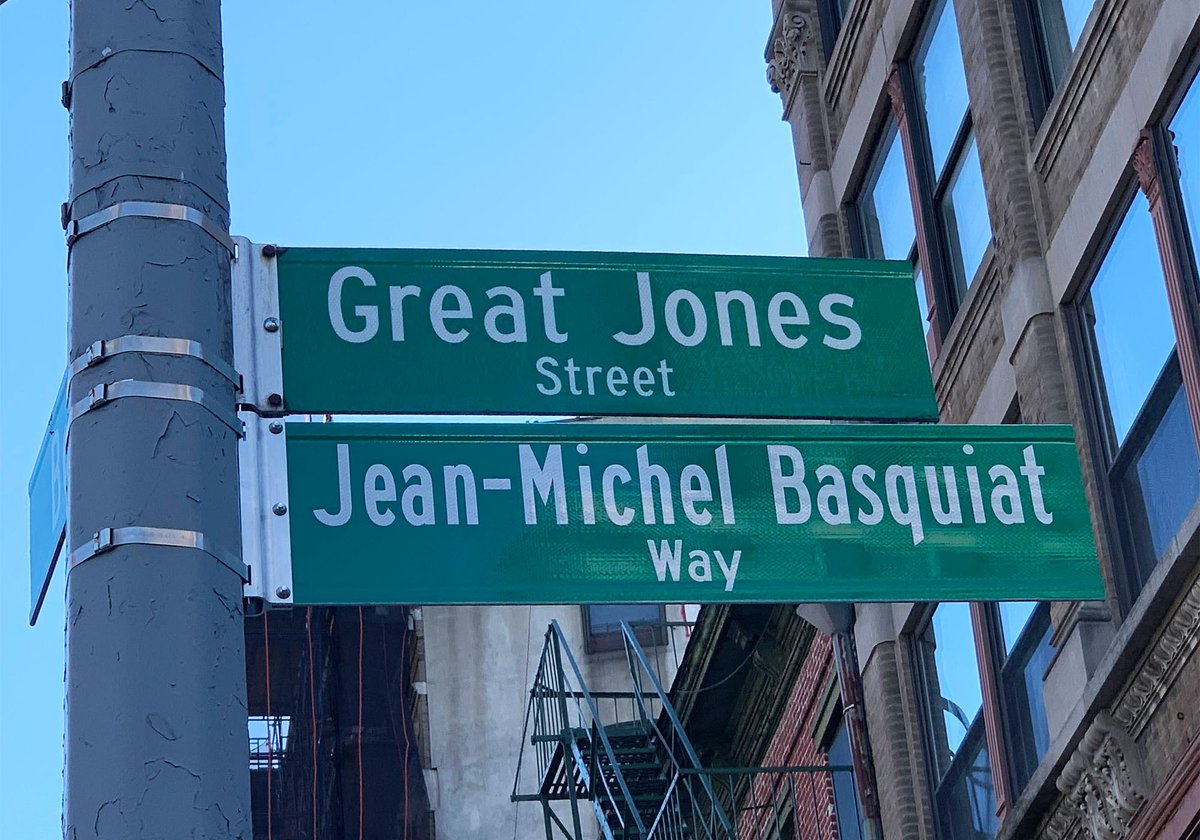 Great Jones
Street
Jean-Michel Basquiat
Way